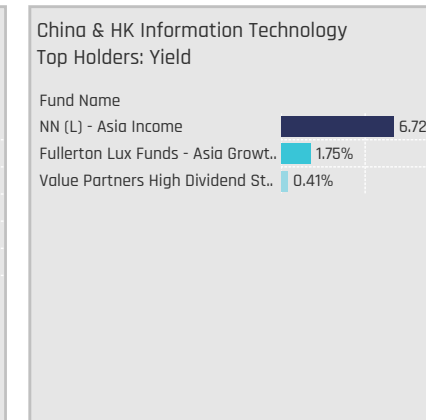 China & HK Information Technology
Top Holders: Yield
Fund Name
NN (L) - Asia Income 6.72
Fullerton Lux Funds - Asia Growt.. 1.75%
Value Partners High Dividend St.. 0.41%